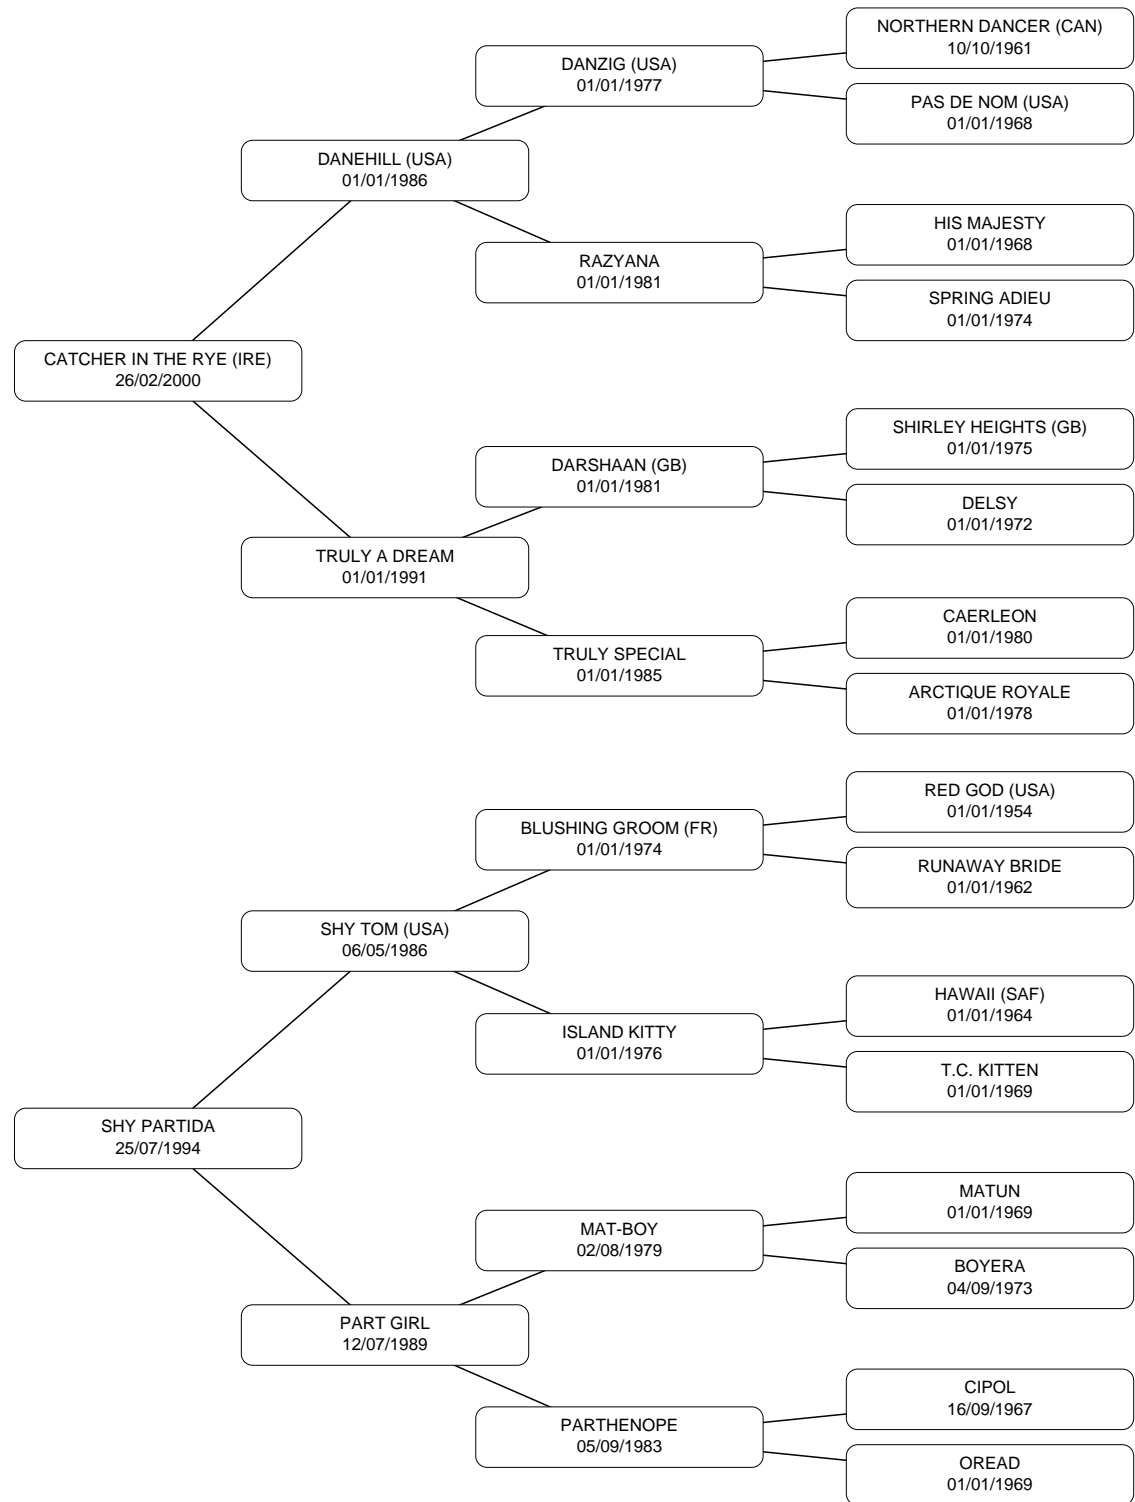 NORTHERN DANCER (CAN)
10/10/1961
DANZIG (USA)
01/01/1977
PAS DE NOM (USA)
01/01/1968
DANEHILL (USA)
01/01/1986
HIS MAJESTY
01/01/1968
RAZYANA
01/01/1981
SPRING ADIEU
01/01/1974
CATCHER IN THE RYE (IRE)
26/02/2000
SHIRLEY HEIGHTS (GB)
01/01/1975
DARSHAAN (GB)
01/01/1981
DELSY
01/01/1972
TRULY A DREAM
01/01/1991
CAERLEON
01/01/1980
TRULY SPECIAL
01/01/1985
ARCTIQUE ROYALE
01/01/1978
RED GOD (USA)
01/01/1954
BLUSHING GROOM (FR)
01/01/1974
RUNAWAY BRIDE
01/01/1962
SHY TOM (USA)
06/05/1986
HAWAII (SAF)
01/01/1964
ISLAND KITTY
01/01/1976
T.C. KITTEN
01/01/1969
SHY PARTIDA
25/07/1994
MATUN
01/01/1969
MAT-BOY
02/08/1979
BOYERA
04/09/1973
PART GIRL
12/07/1989
CIPOL
16/09/1967
PARTHENOPE
05/09/1983
OREAD
01/01/1969